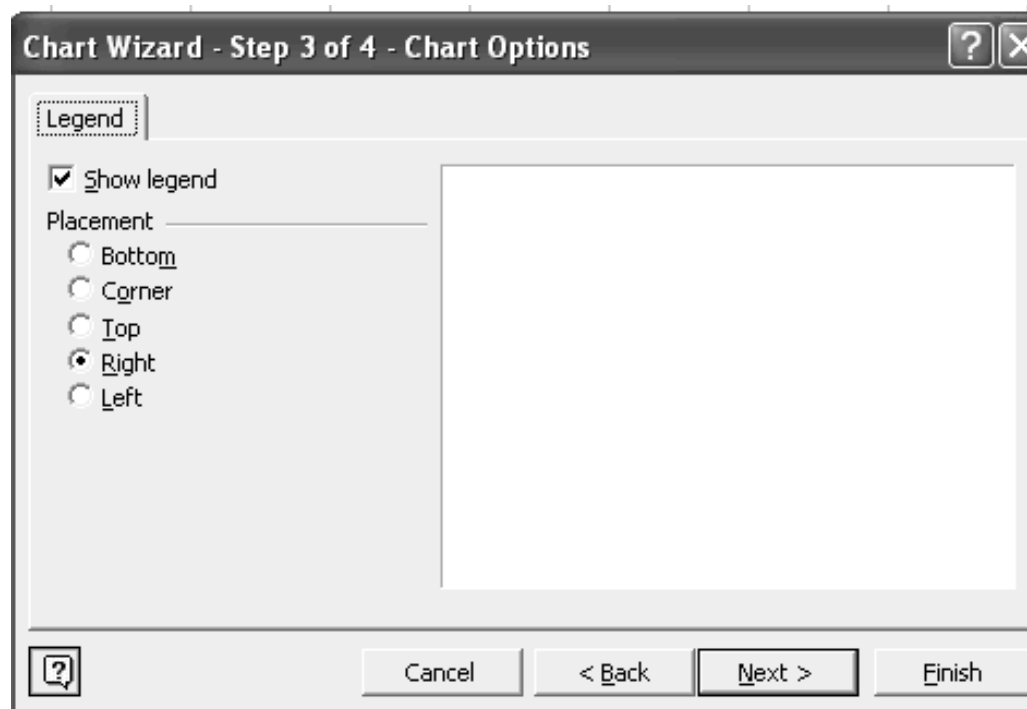 Chart Wizard - Step 3 of 4 - Chart Options
Legend
Show legend
Placement
Bottom
Corner
Top
Right
Left
Cancel < Back Next > Finish